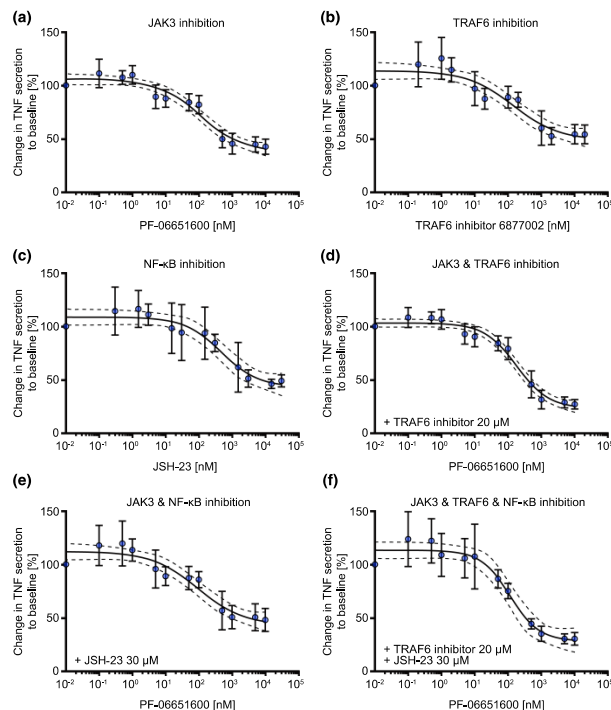 (a)
JAK3 inhibition
Change in TNF secretion
to baseline [%]
150
100
50
0
10⁻² 10⁻¹ 10⁰ 10¹ 10² 10³ 10⁴ 10⁵
PF-06651600 [nM]
(b)
TRAF6 inhibition
Change in TNF secretion
to baseline [%]
150
100
50
0
10⁻² 10⁻¹ 10⁰ 10¹ 10² 10³ 10⁴ 10⁵
TRAF6 inhibitor 6877002 [nM]
(c)
NF-κB inhibition
Change in TNF secretion
to baseline [%]
150
100
50
0
10⁻² 10⁻¹ 10⁰ 10¹ 10² 10³ 10⁴ 10⁵
JSH-23 [nM]
(d)
JAK3 & TRAF6 inhibition
Change in TNF secretion
to baseline [%]
150
100
50
0
+ TRAF6 inhibitor 20 µM
10⁻² 10⁻¹ 10⁰ 10¹ 10² 10³ 10⁴ 10⁵
PF-06651600 [nM]
(e)
JAK3 & NF-κB inhibition
Change in TNF secretion
to baseline [%]
150
100
50
0
+ JSH-23 30 µM
10⁻² 10⁻¹ 10⁰ 10¹ 10² 10³ 10⁴ 10⁵
PF-06651600 [nM]
(f)
JAK3 & TRAF6 & NF-κB inhibition
Change in TNF secretion
to baseline [%]
150
100
50
0
+ TRAF6 inhibitor 20 µM
+ JSH-23 30 µM
10⁻² 10⁻¹ 10⁰ 10¹ 10² 10³ 10⁴ 10⁵
PF-06651600 [nM]